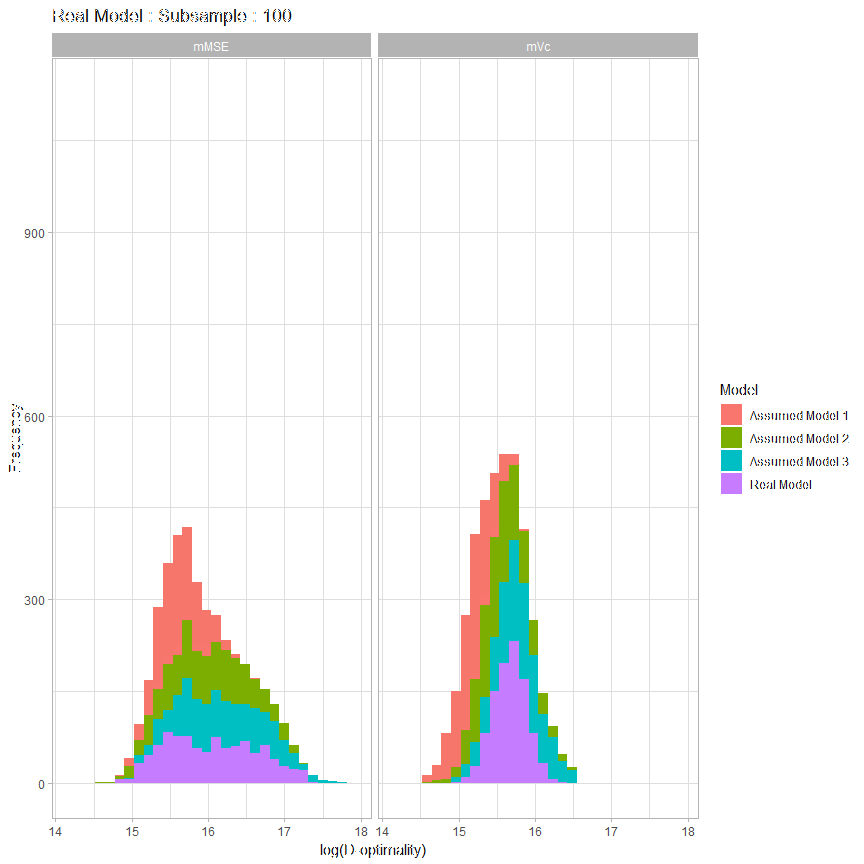 Real Model : Subsample : 100
mMSE
mVc
900
600
300
0
Frequency
14 15 16 17 18
14 15 16 17 18
log(D-optimality)
Model
Assumed Model 1
Assumed Model 2
Assumed Model 3
Real Model